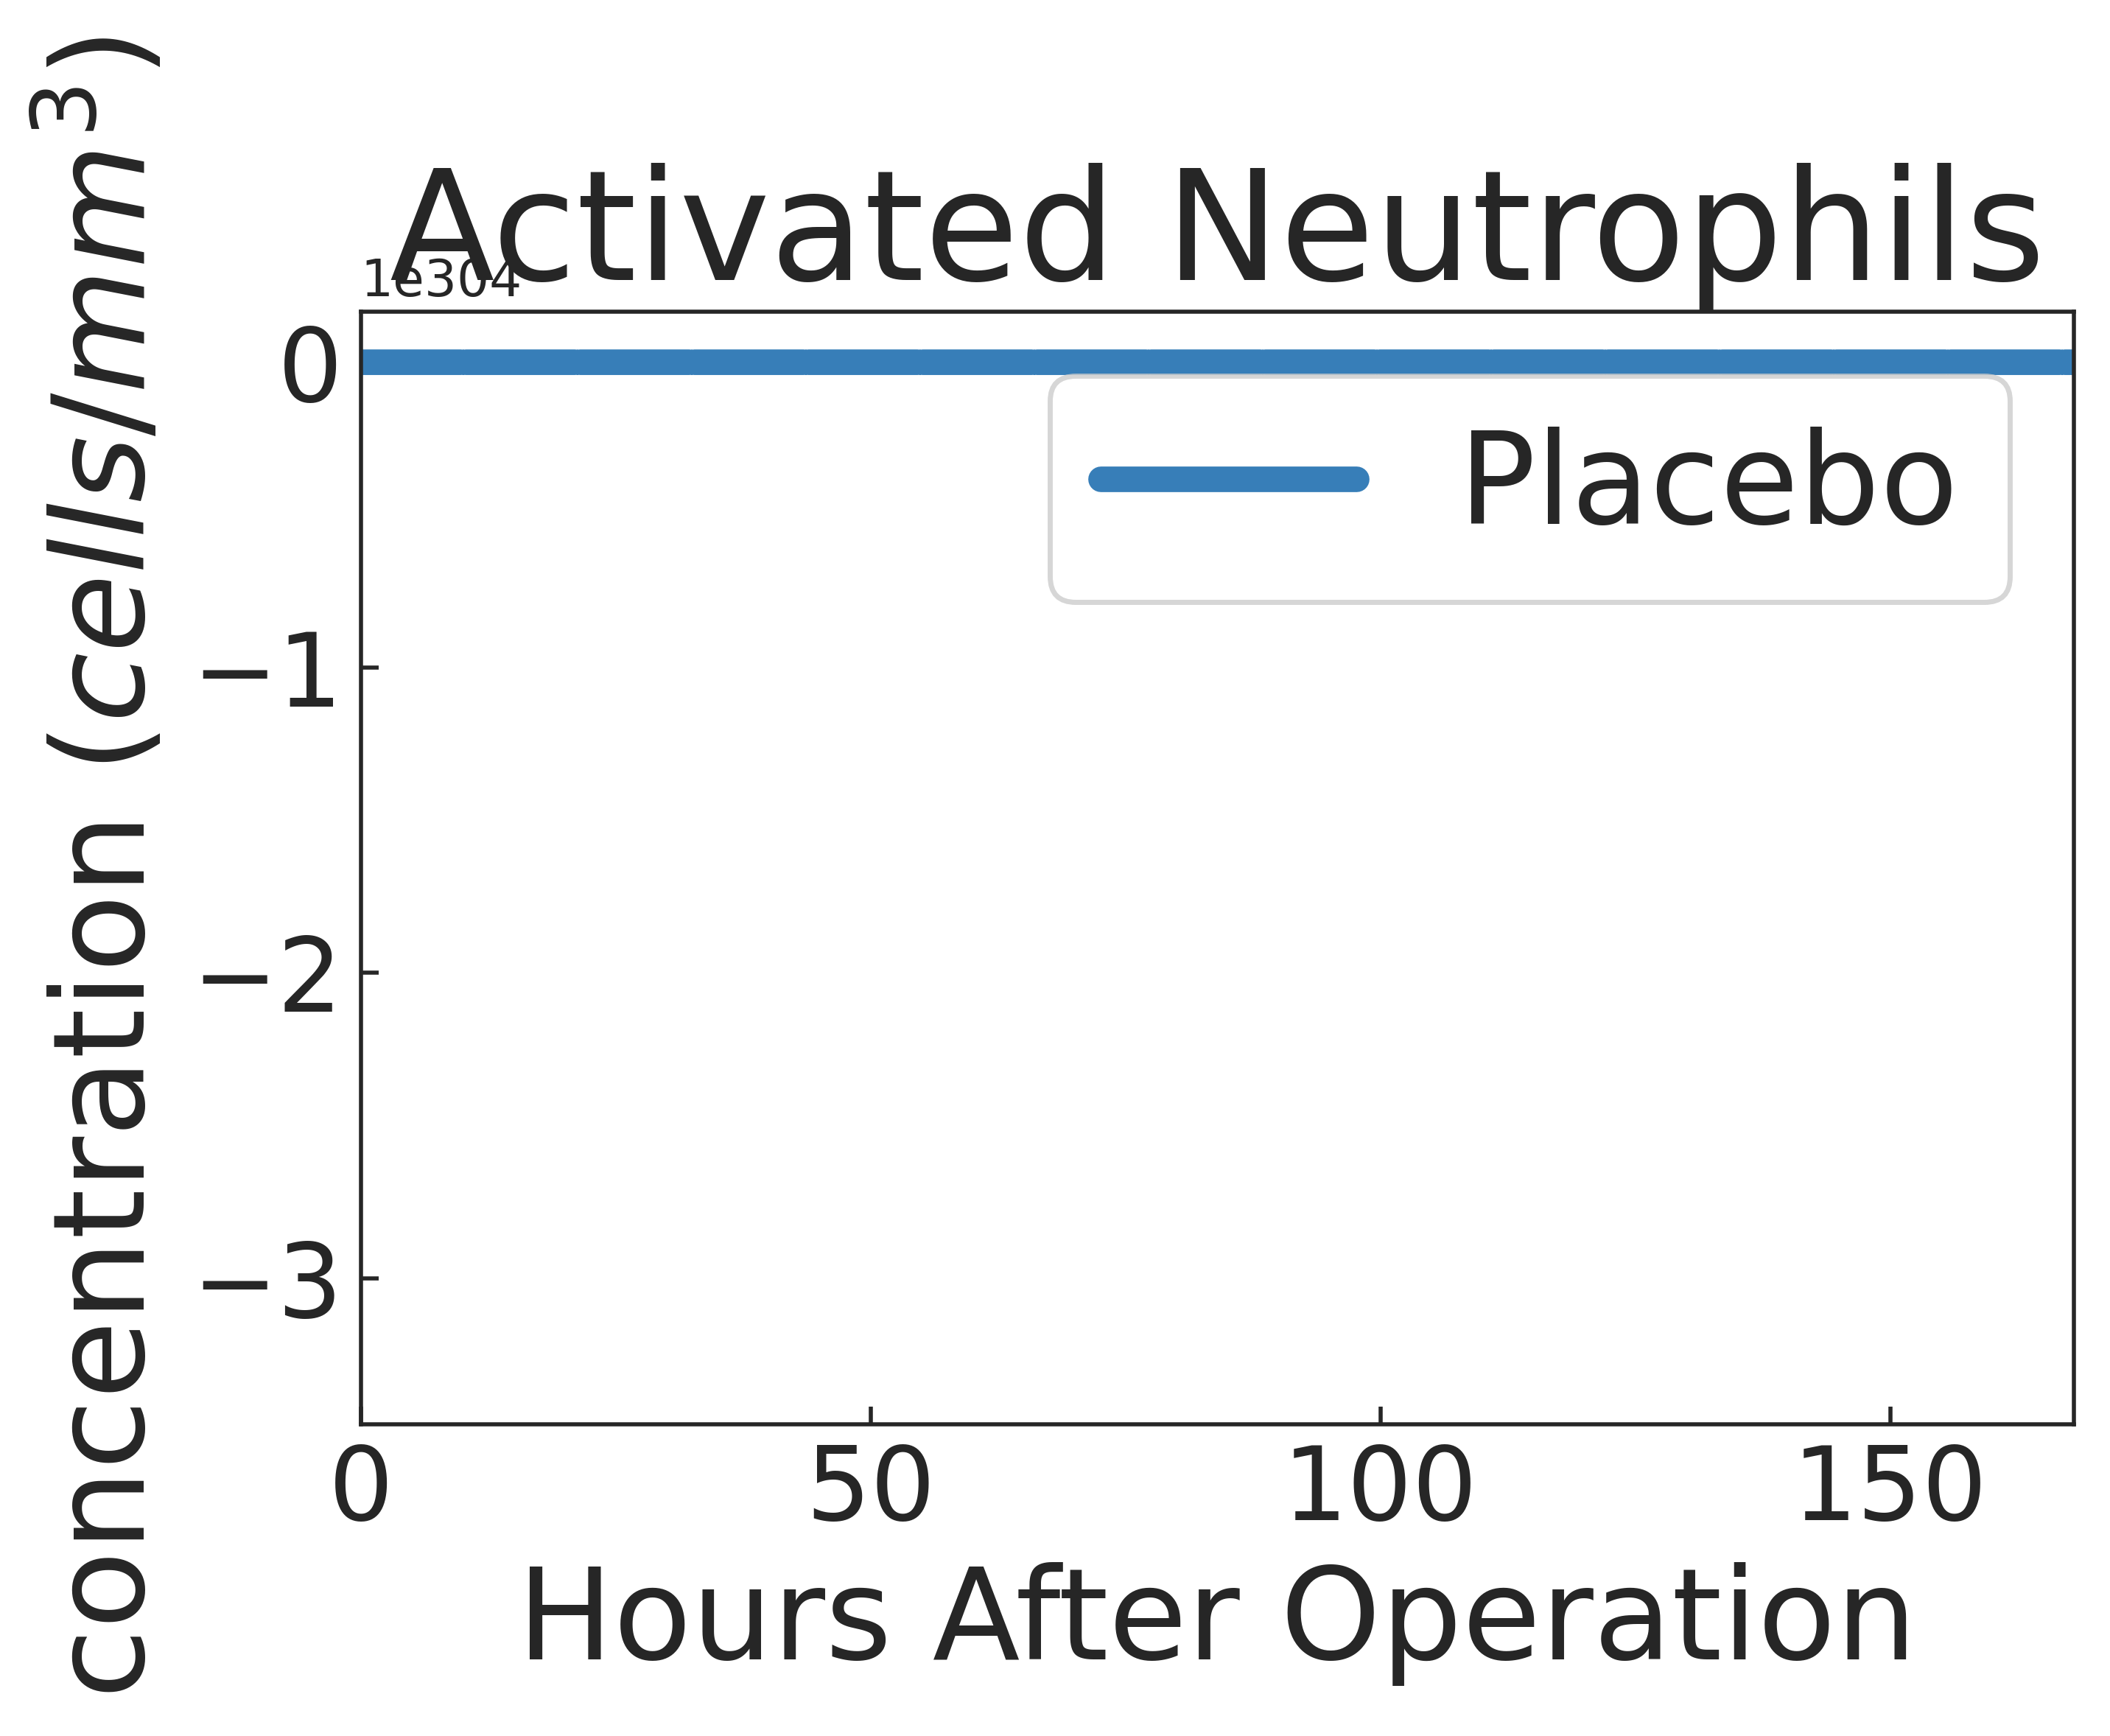 Activated Neutrophils
1e304
concentration (cells/mm³)
0
−1
−2
−3
Placebo
0 50 100 150
Hours After Operation